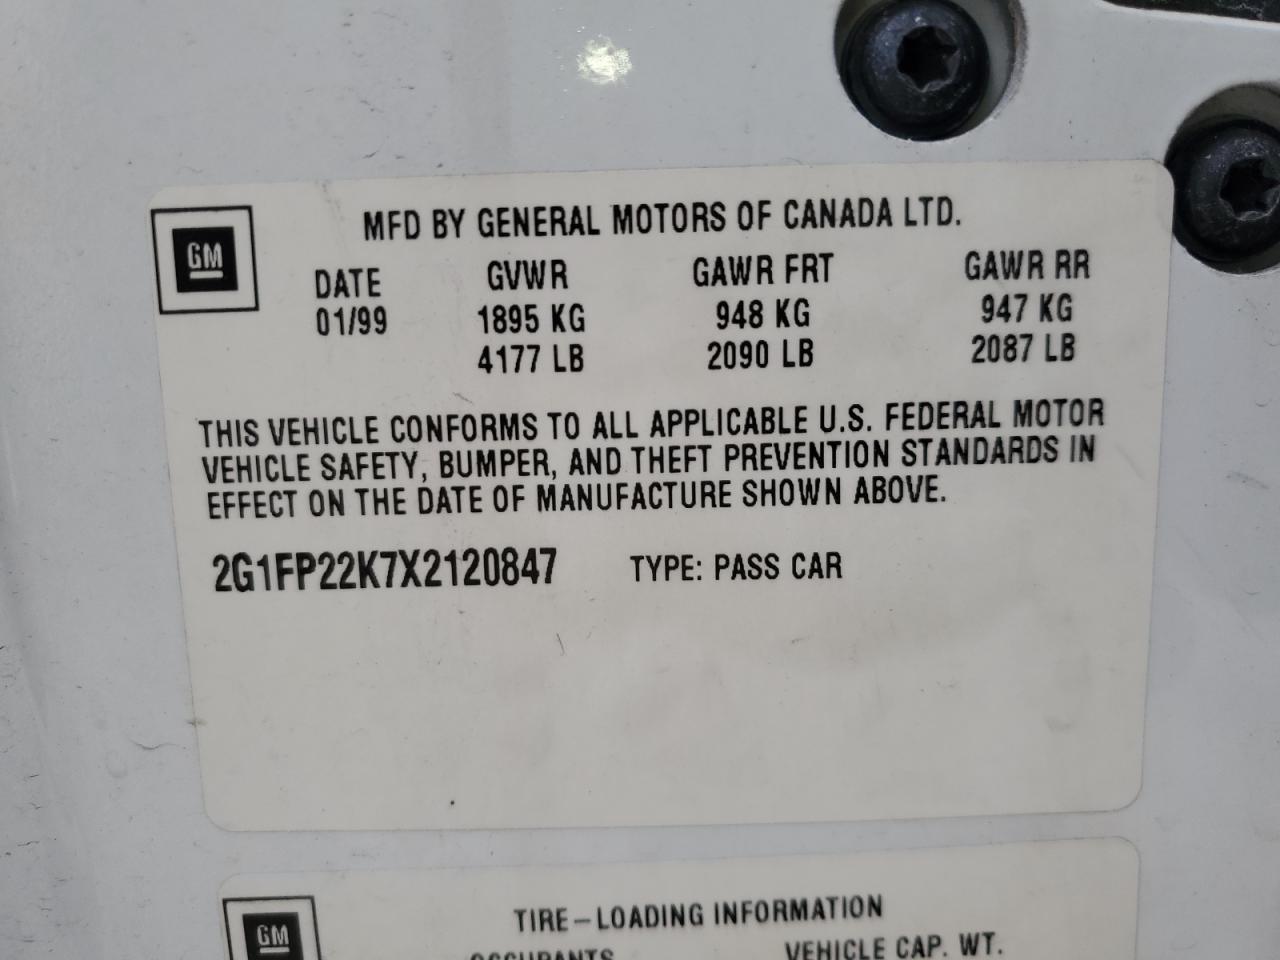 GM
MFD BY GENERAL MOTORS OF CANADA LTD.
DATE GVWR GAWR FRT GAWR RR
01/99 1895 KG 948 KG 947 KG
4177 LB 2090 LB 2087 LB
THIS VEHICLE CONFORMS TO ALL APPLICABLE U.S. FEDERAL MOTOR
VEHICLE SAFETY, BUMPER, AND THEFT PREVENTION STANDARDS IN
EFFECT ON THE DATE OF MANUFACTURE SHOWN ABOVE.
2G1FP22K7X2120847 TYPE: PASS CAR
GM
TIRE-LOADING INFORMATION
OCCUPANTS VEHICLE CAP. WT.